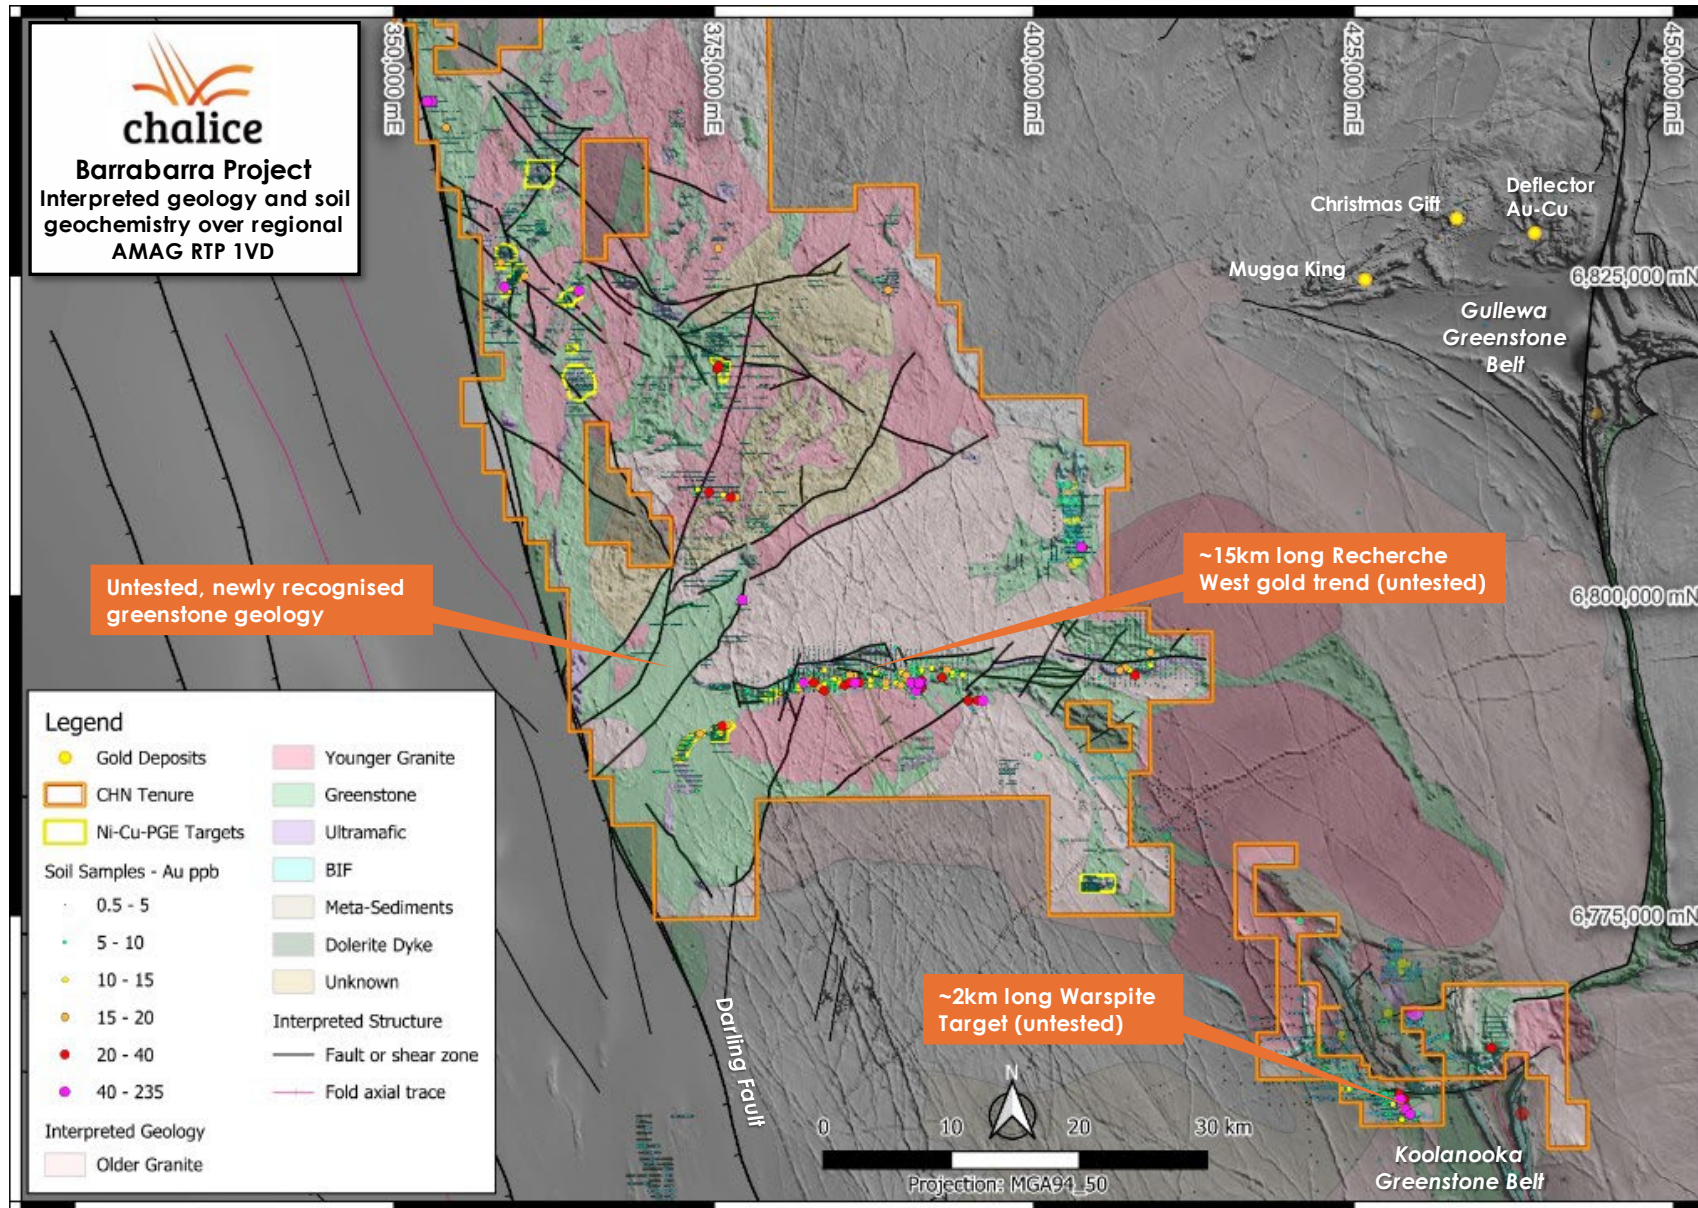 chalice
Barrabarra Project
Interpreted geology and soil
geochemistry over regional
AMAG RTP 1VD
350,000 mE
375,000 mE
400,000 mE
425,000 mE
450,000 mE
Christmas Gift
Deflector
Au-Cu
Mugga King
6,825,000 mN
Gullewa
Greenstone
Belt
~15km long Recherche
West gold trend (untested)
Untested, newly recognised
greenstone geology
6,800,000 mN
Legend
Gold Deposits
CHN Tenure
Ni-Cu-PGE Targets
Soil Samples - Au ppb
0.5 - 5
5 - 10
10 - 15
15 - 20
20 - 40
40 - 235
Interpreted Geology
Older Granite
Younger Granite
Greenstone
Ultramafic
BIF
Meta-Sediments
Dolerite Dyke
Unknown
Interpreted Structure
Fault or shear zone
Fold axial trace
6,775,000 mN
~2km long Warspite
Target (untested)
Darling Fault
N
0
10
20
30 km
Projection: MGA94_50
Koolanooka
Greenstone Belt